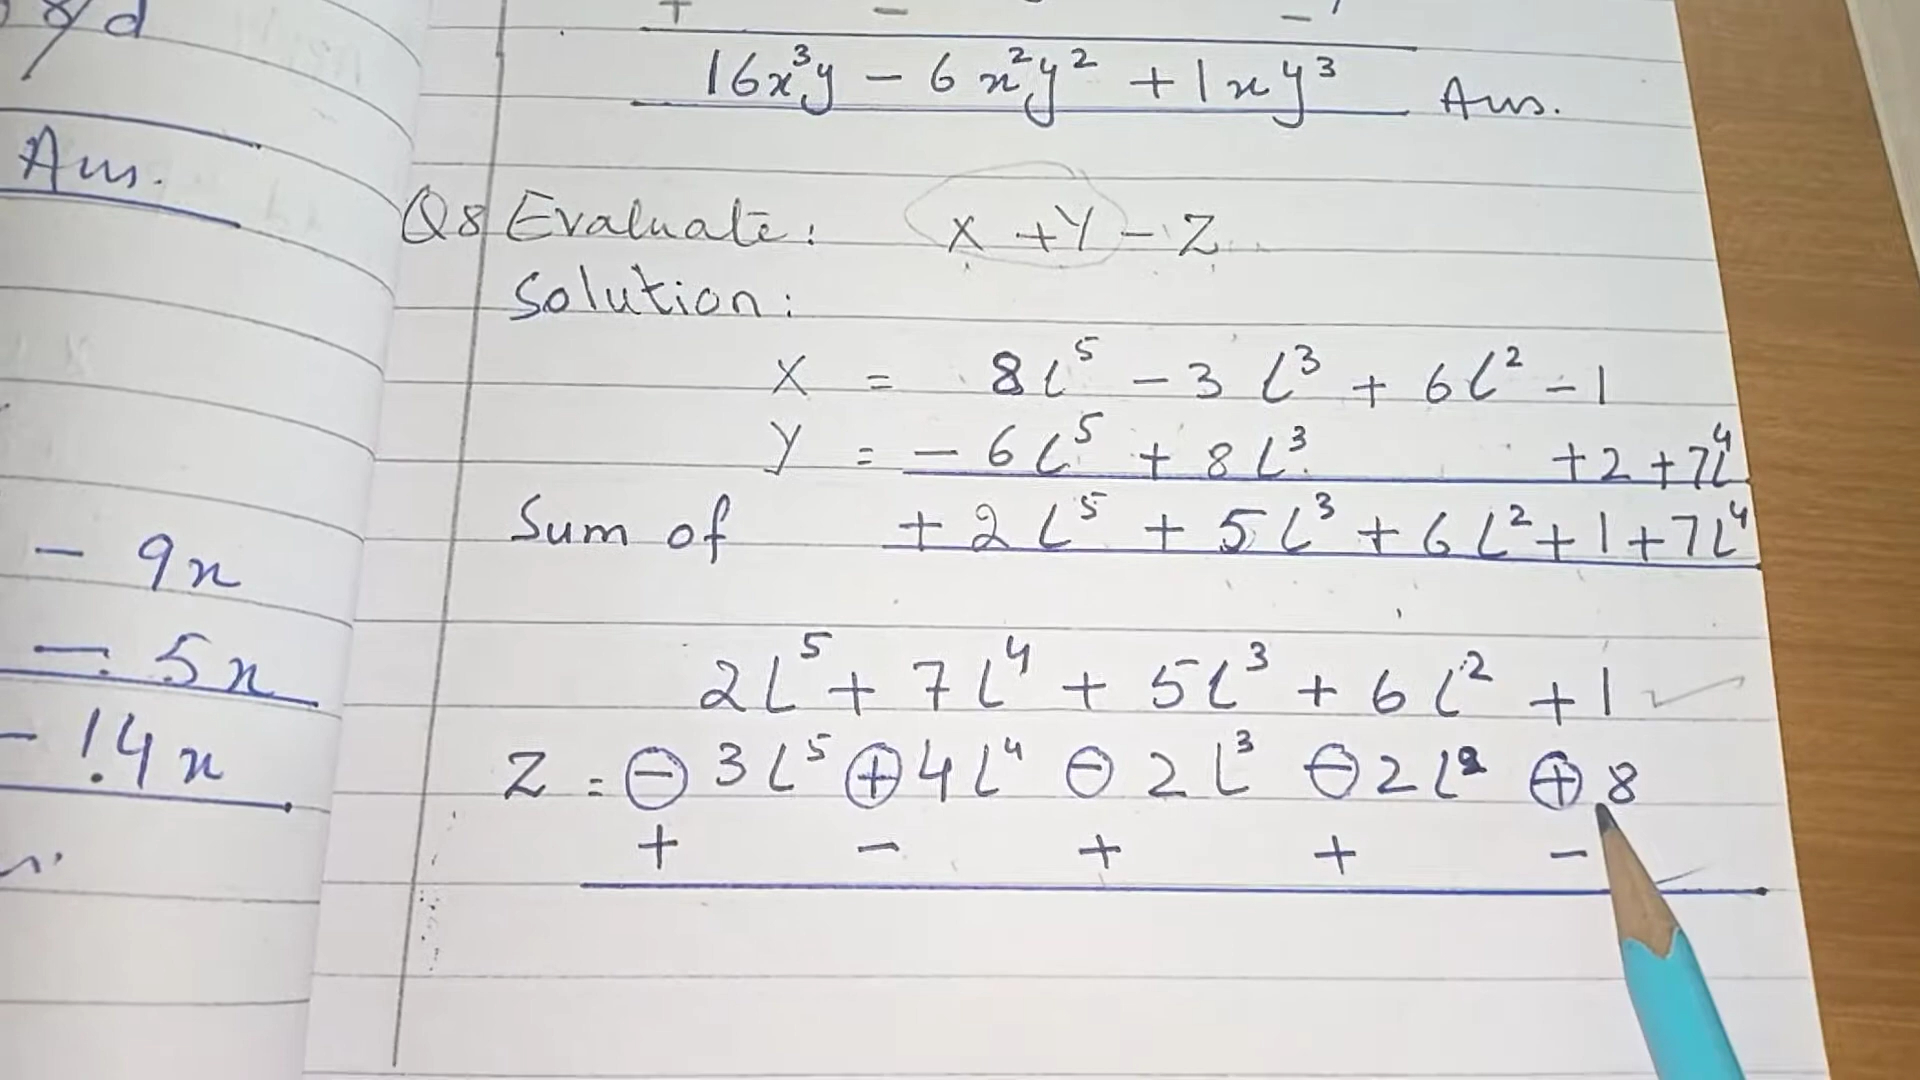 8/d
Ans.
- 9x
- 5x
- 14x
+ - -
16x³y - 6x²y² + 1xy³ Ans.
Q8 Evaluate: X + Y - Z
Solution:
X = 8l⁵ - 3l³ + 6l² - 1
Y = - 6l⁵ + 8l³ + 2 + 7l⁴
Sum of + 2l⁵ + 5l³ + 6l² + 1 + 7l⁴
2l⁵ + 7l⁴ + 5l³ + 6l² + 1 ✓
Z = ⊖ 3l⁵ ⊕ 4l⁴ ⊖ 2l³ ⊖ 2l² ⊕ 8
+ - + + -